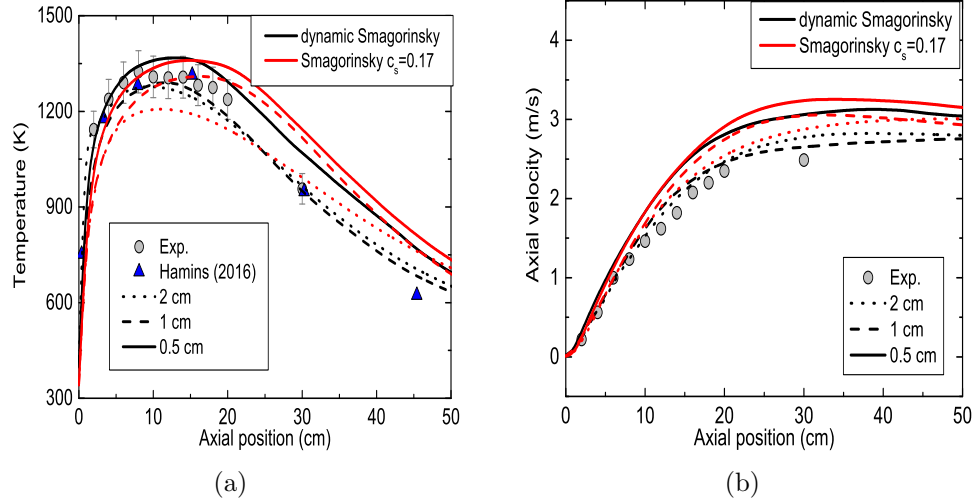 dynamic Smagorinsky
Smagorinsky cs=0.17
Temperature (K)
1500
1200
900
600
300
Exp.
Hamins (2016)
2 cm
1 cm
0.5 cm
0 10 20 30 40 50
Axial position (cm)
(a)
dynamic Smagorinsky
Smagorinsky cs=0.17
Axial velocity (m/s)
4
3
2
1
0
Exp.
2 cm
1 cm
0.5 cm
0 10 20 30 40 50
Axial position (cm)
(b)